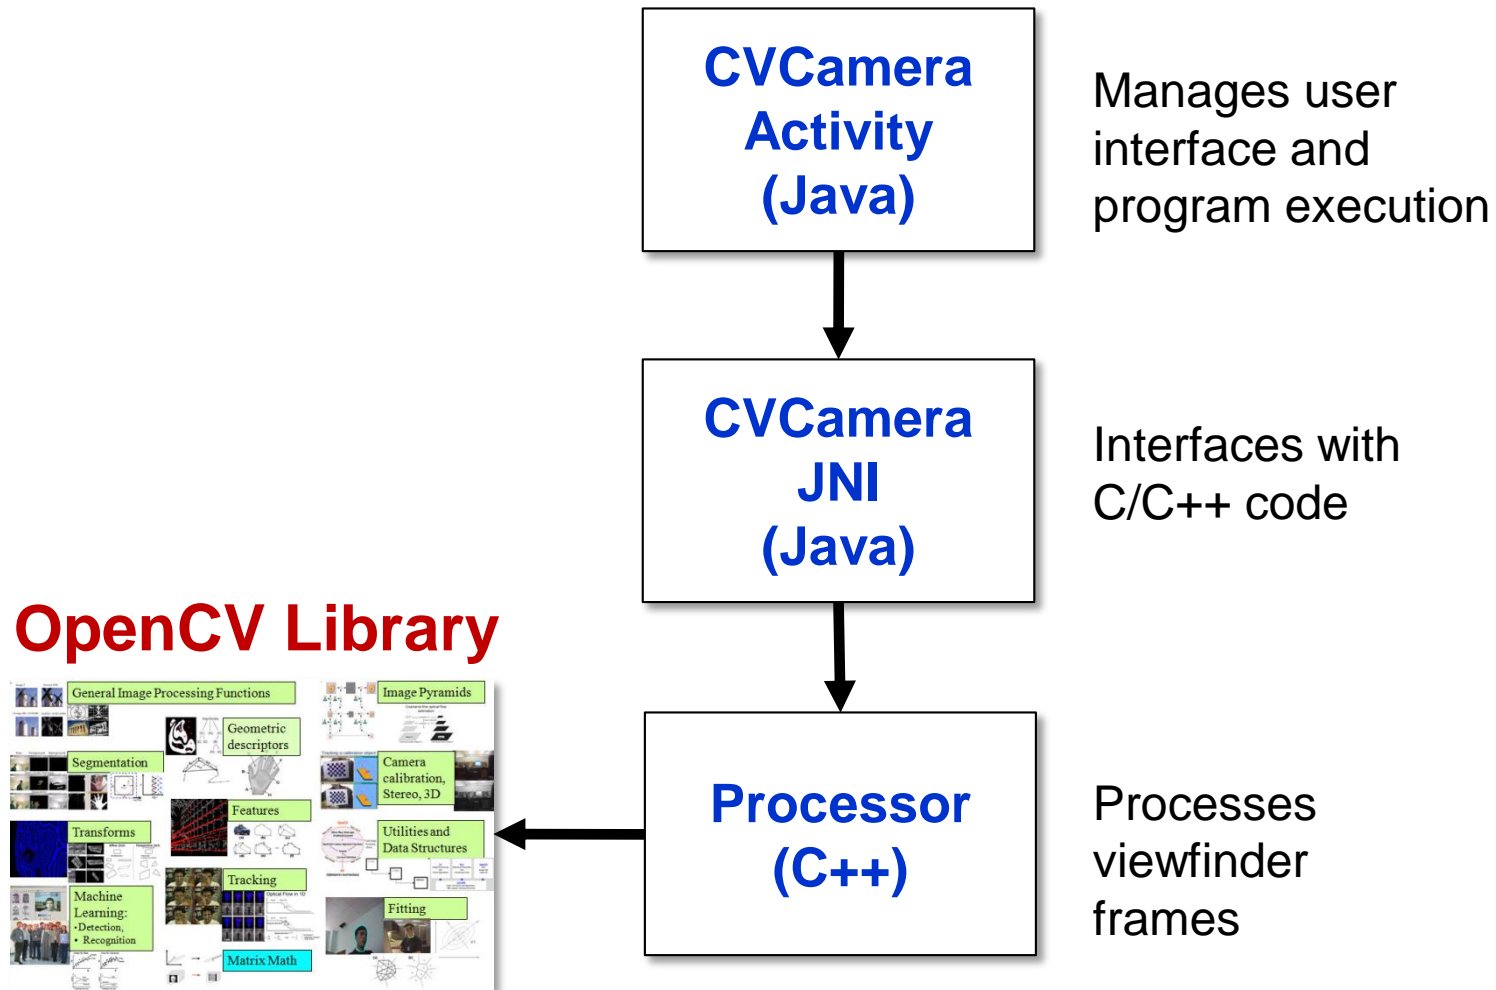 CVCamera
Activity
(Java)
Manages user
interface and
program execution
CVCamera
JNI
(Java)
Interfaces with
C/C++ code
OpenCV Library
General Image Processing Functions
Image Pyramids
Geometric
descriptors
Segmentation
Camera
calibration,
Stereo, 3D
Features
Transforms
Utilities and
Data Structures
Tracking
Machine
Learning:
•Detection,
• Recognition
Fitting
Matrix Math
Processor
(C++)
Processes
viewfinder
frames